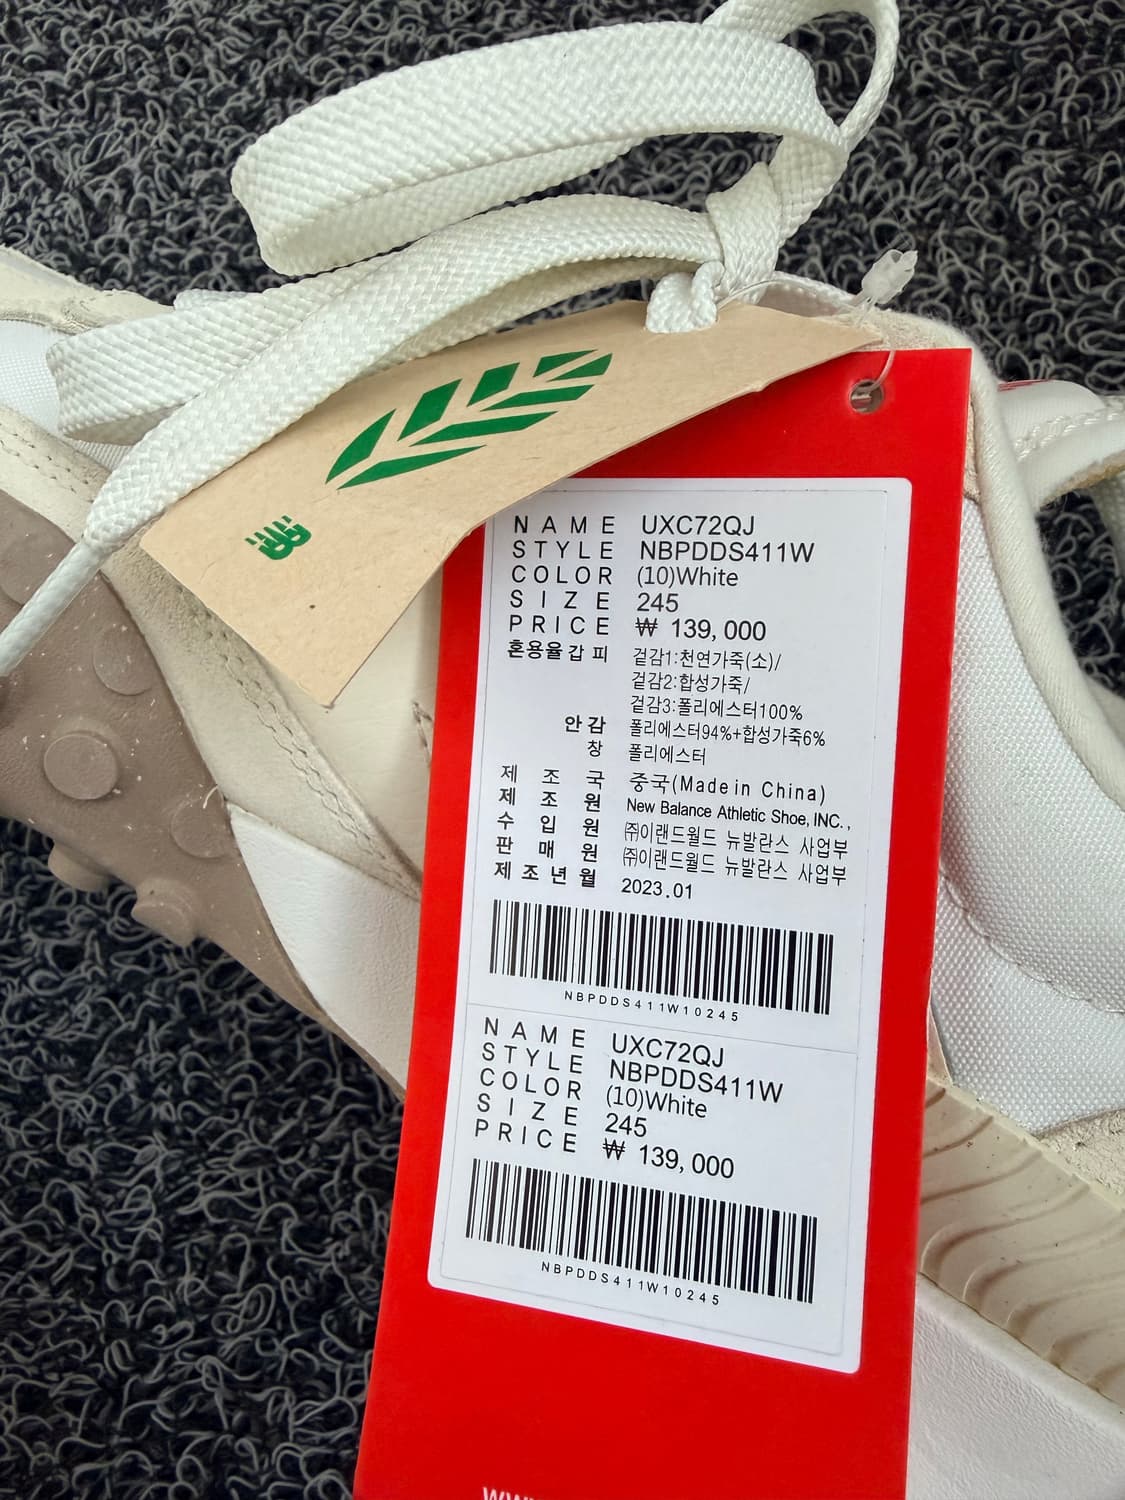 NB
NAME UXC72QJ
STYLE NBPDDS411W
COLOR (10)White
SIZE 245
PRICE ₩ 139,000
혼용율 갑피 겉감1:천연가죽(소)/
겉감2:합성가죽/
겉감3:폴리에스터100%
안감 폴리에스터94%+합성가죽6%
창 폴리에스터
제조국 중국(Made in China)
제조원 New Balance Athletic Shoe, INC.,
수입원 ㈜이랜드월드 뉴발란스 사업부
판매원 ㈜이랜드월드 뉴발란스 사업부
제조년월 2023.01
NBPDDS411W10245
NAME UXC72QJ
STYLE NBPDDS411W
COLOR (10)White
SIZE 245
PRICE ₩ 139,000
NBPDDS411W10245